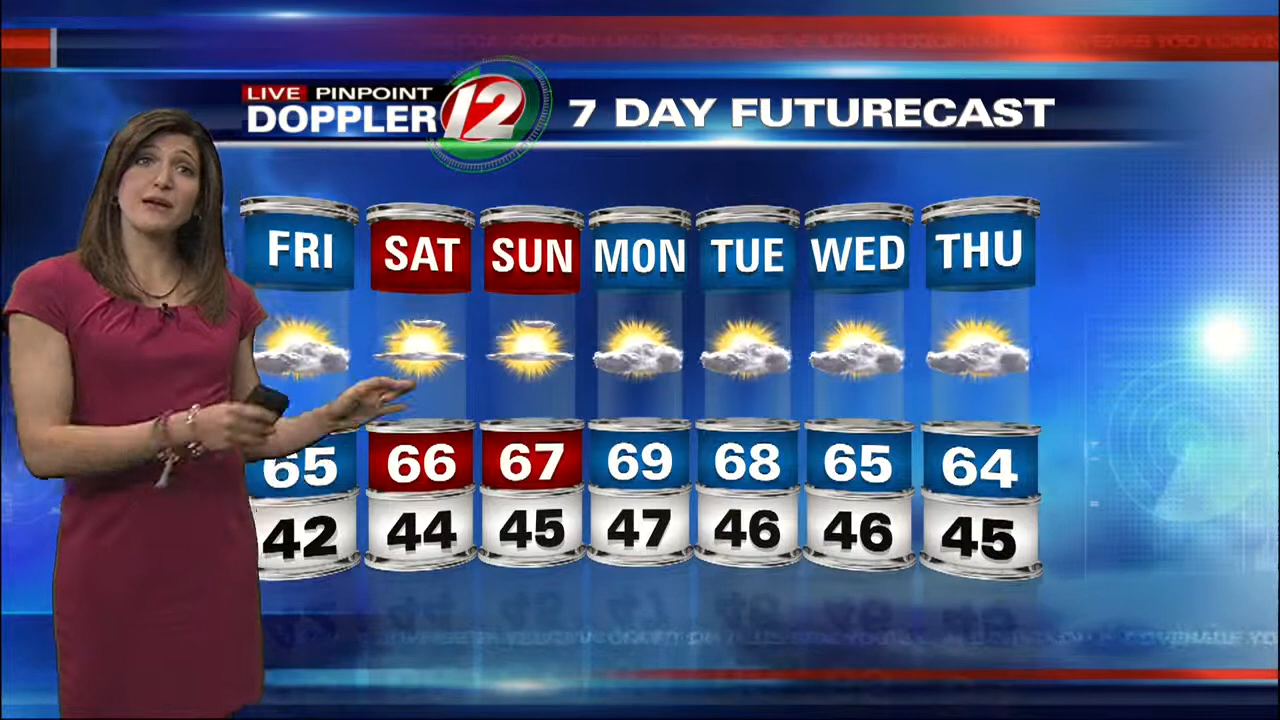 LIVE PINPOINT
DOPPLER 12
7 DAY FUTURECAST
FRI SAT SUN MON TUE WED THU
65 66 67 69 68 65 64
42 44 45 47 46 46 45